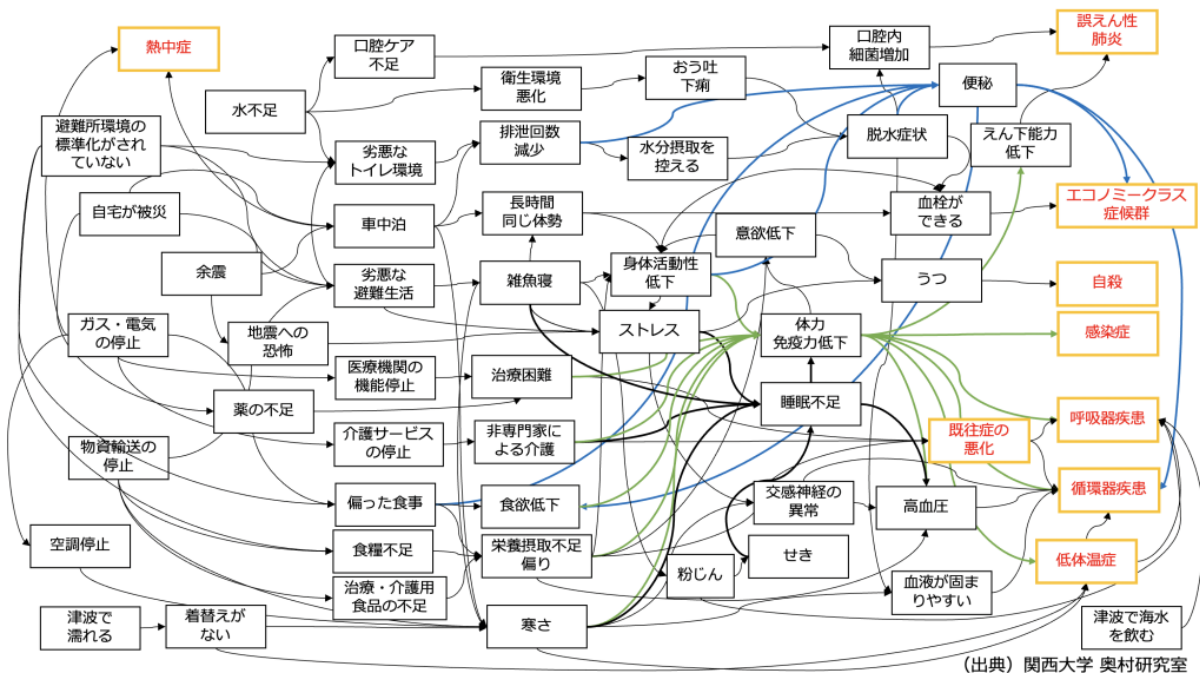 熱中症
口腔ケア
不足
口腔内
細菌増加
誤えん性
肺炎
水不足
衛生環境
悪化
おう吐
下痢
便秘
避難所環境の
標準化がされ
ていない
劣悪な
トイレ環境
排泄回数
減少
水分摂取を
控える
脱水症状
えん下能力
低下
自宅が被災
車中泊
長時間
同じ体勢
意欲低下
血栓が
できる
エコノミークラス
症候群
余震
劣悪な
避難生活
雑魚寝
身体活動性
低下
うつ
自殺
ガス・電気
の停止
地震への
恐怖
ストレス
体力
免疫力低下
感染症
医療機関の
機能停止
治療困難
薬の不足
睡眠不足
呼吸器疾患
物資輸送の
停止
介護サービス
の停止
非専門家に
よる介護
既往症の
悪化
偏った食事
食欲低下
交感神経の
異常
高血圧
循環器疾患
空調停止
食糧不足
栄養摂取不足
偏り
せき
低体温症
治療・介護用
食品の不足
粉じん
血液が固ま
りやすい
津波で
濡れる
着替えが
ない
寒さ
津波で海水
を飲む
（出典）関西大学 奥村研究室